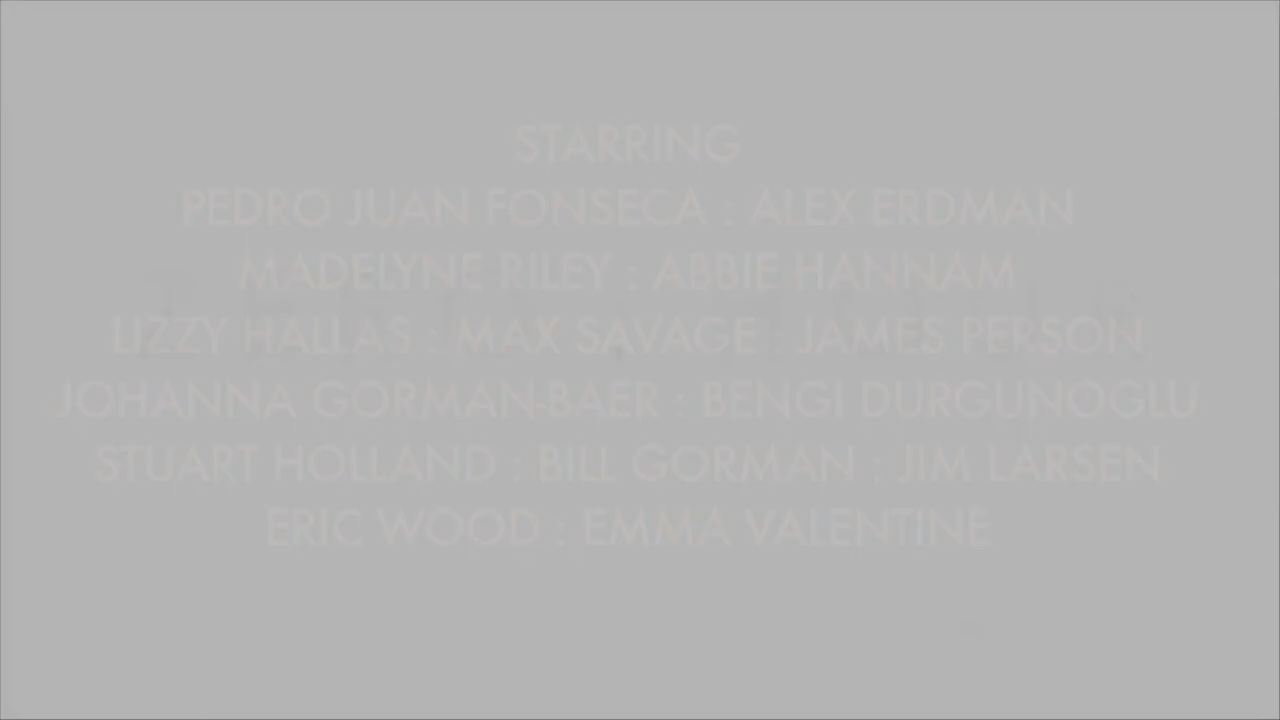 STARRING
PEDRO JUAN FONSECA : ALEX ERDMAN
MADELYNE RILEY : ABBIE HANNAM
LIZZY HALLAS : MAX SAVAGE : JAMES PERSON
JOHANNA GORMAN-BAER : BENGI DURGUNOGLU
STUART HOLLAND : BILL GORMAN : JIM LARSEN
ERIC WOOD : EMMA VALENTINE